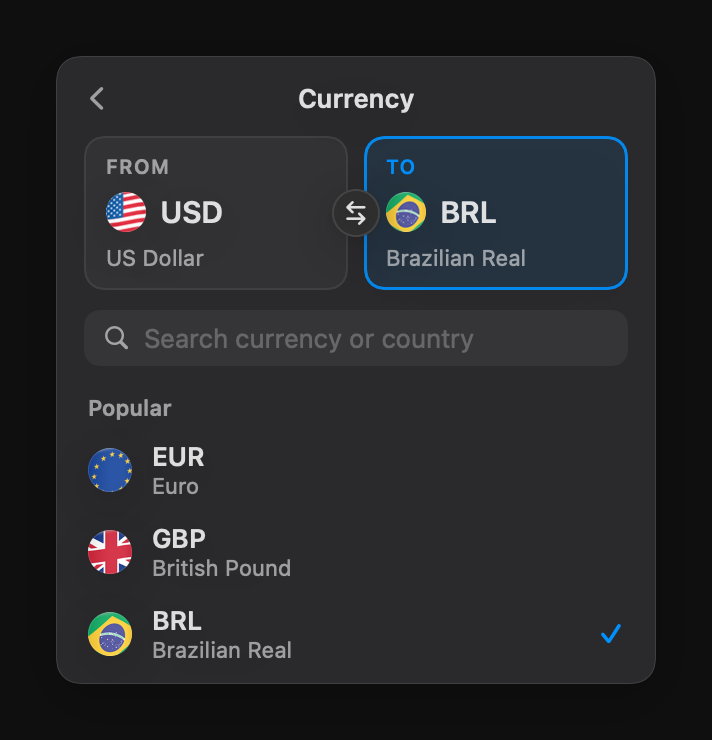 Currency
FROM
USD
US Dollar
TO
BRL
Brazilian Real
Search currency or country
Popular
EUR
Euro
GBP
British Pound
BRL
Brazilian Real